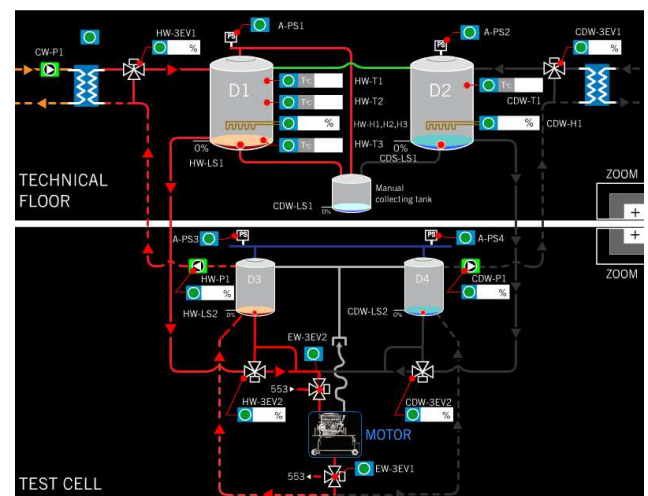 HW-3EV1
A-PS1
A-PS2
CDW-3EV1
CW-P1
%
PS
PS
%
D1
T°c
HW-T1
D2
T°c
CDW-T1
T°c
HW-T2
%
HW-H1,H2,H3
%
CDW-H1
0%
T°c
HW-T3
0%
HW-LS1
CDS-LS1
TECHNICAL
FLOOR
CDW-LS1
0%
Manual
collecting tank
ZOOM
+
+
ZOOM
A-PS3
PS
PS
A-PS4
HW-P1
%
D3
D4
CDW-P1
%
HW-LS2
0%
CDW-LS2
0%
EW-3EV2
553
HW-3EV2
%
CDW-3EV2
%
MOTOR
553
EW-3EV1
TEST CELL